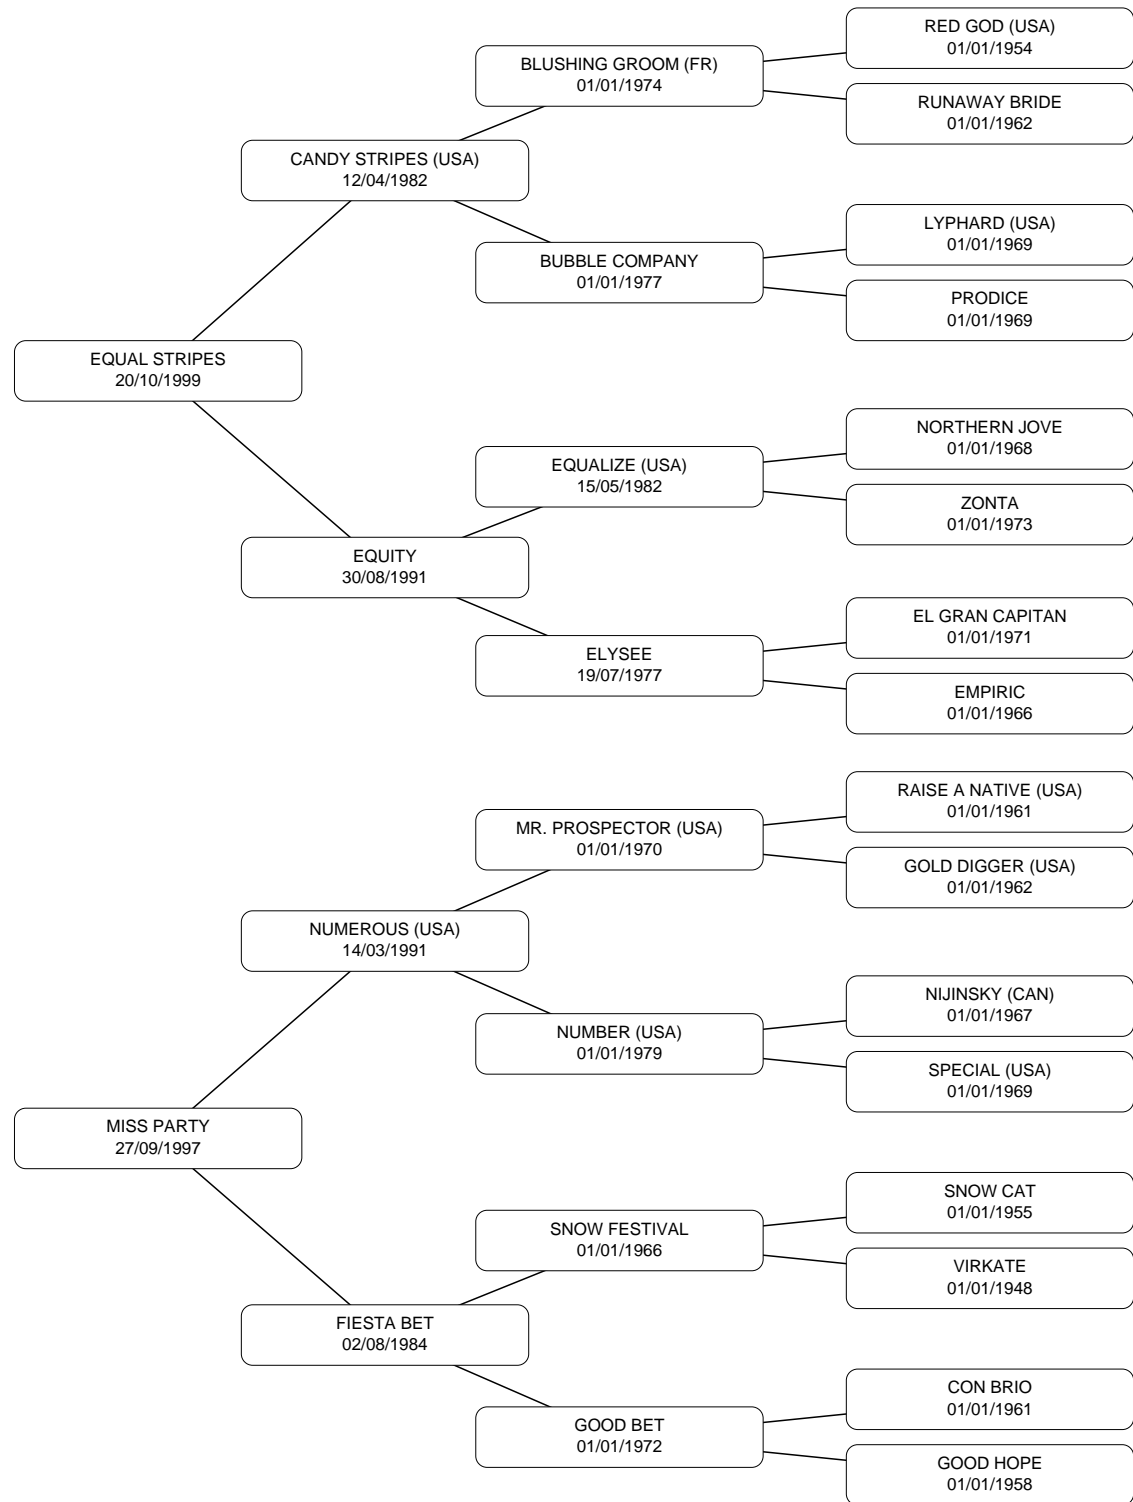 RED GOD (USA)
01/01/1954
BLUSHING GROOM (FR)
01/01/1974
RUNAWAY BRIDE
01/01/1962
CANDY STRIPES (USA)
12/04/1982
LYPHARD (USA)
01/01/1969
BUBBLE COMPANY
01/01/1977
PRODICE
01/01/1969
EQUAL STRIPES
20/10/1999
NORTHERN JOVE
01/01/1968
EQUALIZE (USA)
15/05/1982
ZONTA
01/01/1973
EQUITY
30/08/1991
EL GRAN CAPITAN
01/01/1971
ELYSEE
19/07/1977
EMPIRIC
01/01/1966
RAISE A NATIVE (USA)
01/01/1961
MR. PROSPECTOR (USA)
01/01/1970
GOLD DIGGER (USA)
01/01/1962
NUMEROUS (USA)
14/03/1991
NIJINSKY (CAN)
01/01/1967
NUMBER (USA)
01/01/1979
SPECIAL (USA)
01/01/1969
MISS PARTY
27/09/1997
SNOW CAT
01/01/1955
SNOW FESTIVAL
01/01/1966
VIRKATE
01/01/1948
FIESTA BET
02/08/1984
CON BRIO
01/01/1961
GOOD BET
01/01/1972
GOOD HOPE
01/01/1958